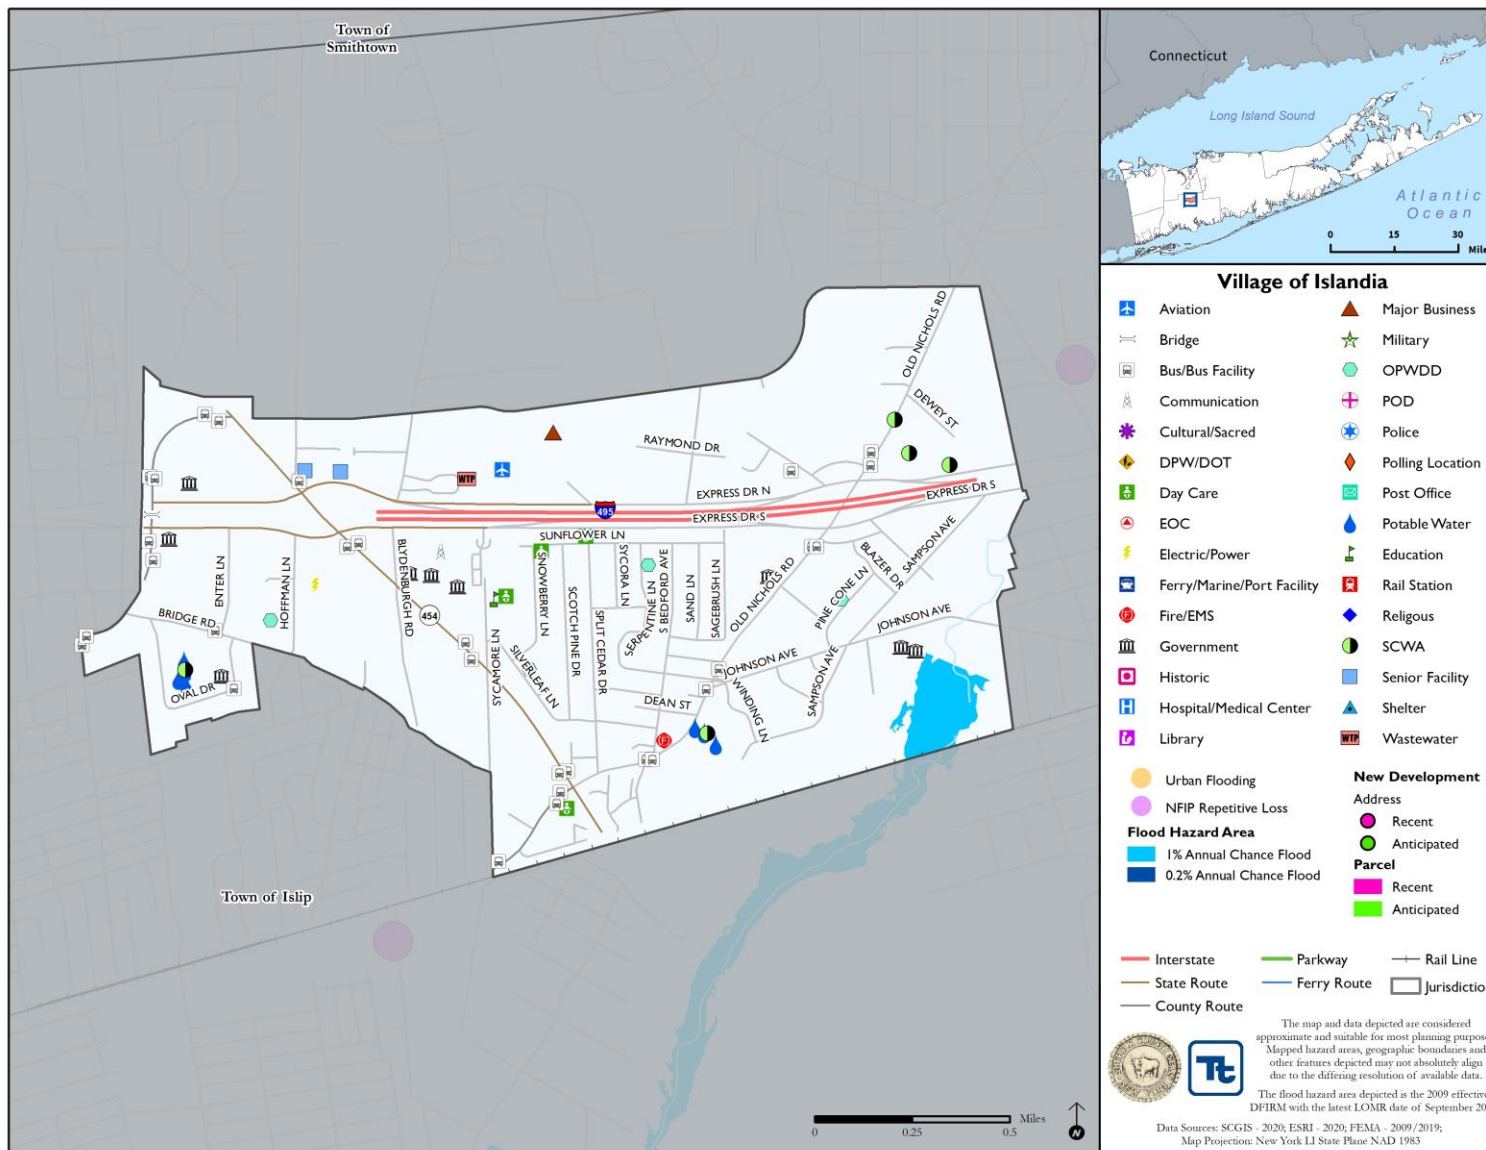 Town of
Smithtown
OLD NICHOLS RD
DEWEY ST
RAYMOND DR
EXPRESS DR N
EXPRESS DR S
495
EXPRESS DR S
SUNFLOWER LN
WTP
ENTER LN
HOFFMAN LN
BLYDENBURGH RD
454
BRIDGE RD
OVAL DR
SYCAMORE LN
SNOWBERRY LN
SILVERLEAF LN
SCOTCH PINE DR
SPLIT CEDAR DR
SYCORA LN
SERPENTINE LN
S BEDFORD AVE
SAND LN
SAGEBRUSH LN
OLD NICHOLS RD
BLAZER DR
SAMPSON AVE
PINE CONE LN
JOHNSON AVE
JOHNSON AVE
SAMPSON AVE
WINDING LN
DEAN ST
F
Town of Islip
0 0.25 0.5 Miles
N
Connecticut
Long Island Sound
Atlantic
Ocean
0 15 30
Village of Islandia
Aviation
Bridge
Bus/Bus Facility
Communication
Cultural/Sacred
DPW/DOT
Day Care
EOC
Electric/Power
Ferry/Marine/Port Facility
Fire/EMS
Government
Historic
Hospital/Medical Center
Library
Major Business
Military
OPWDD
POD
Police
Polling Location
Post Office
Potable Water
Education
Rail Station
Religous
SCWA
Senior Facility
Shelter
WTP Wastewater
Urban Flooding
NFIP Repetitive Loss
Flood Hazard Area
1% Annual Chance Flood
0.2% Annual Chance Flood
New Development
Address
Recent
Anticipated
Parcel
Recent
Anticipated
Interstate
State Route
County Route
Parkway
Ferry Route
Rail Line
Jurisdictio
Tt
The map and data depicted are considered
approximate and suitable for most planning purpos
Mapped hazard areas, geographic boundaries and
other features depicted may not absolutely align
due to the differing resolution of available data.
The flood hazard area depicted is the 2009 effectiv
DFIRM with the latest LOMR date of September 20
Data Sources: SCGIS - 2020; ESRI - 2020; FEMA - 2009/2019;
Map Projection: New York LI State Plane NAD 1983